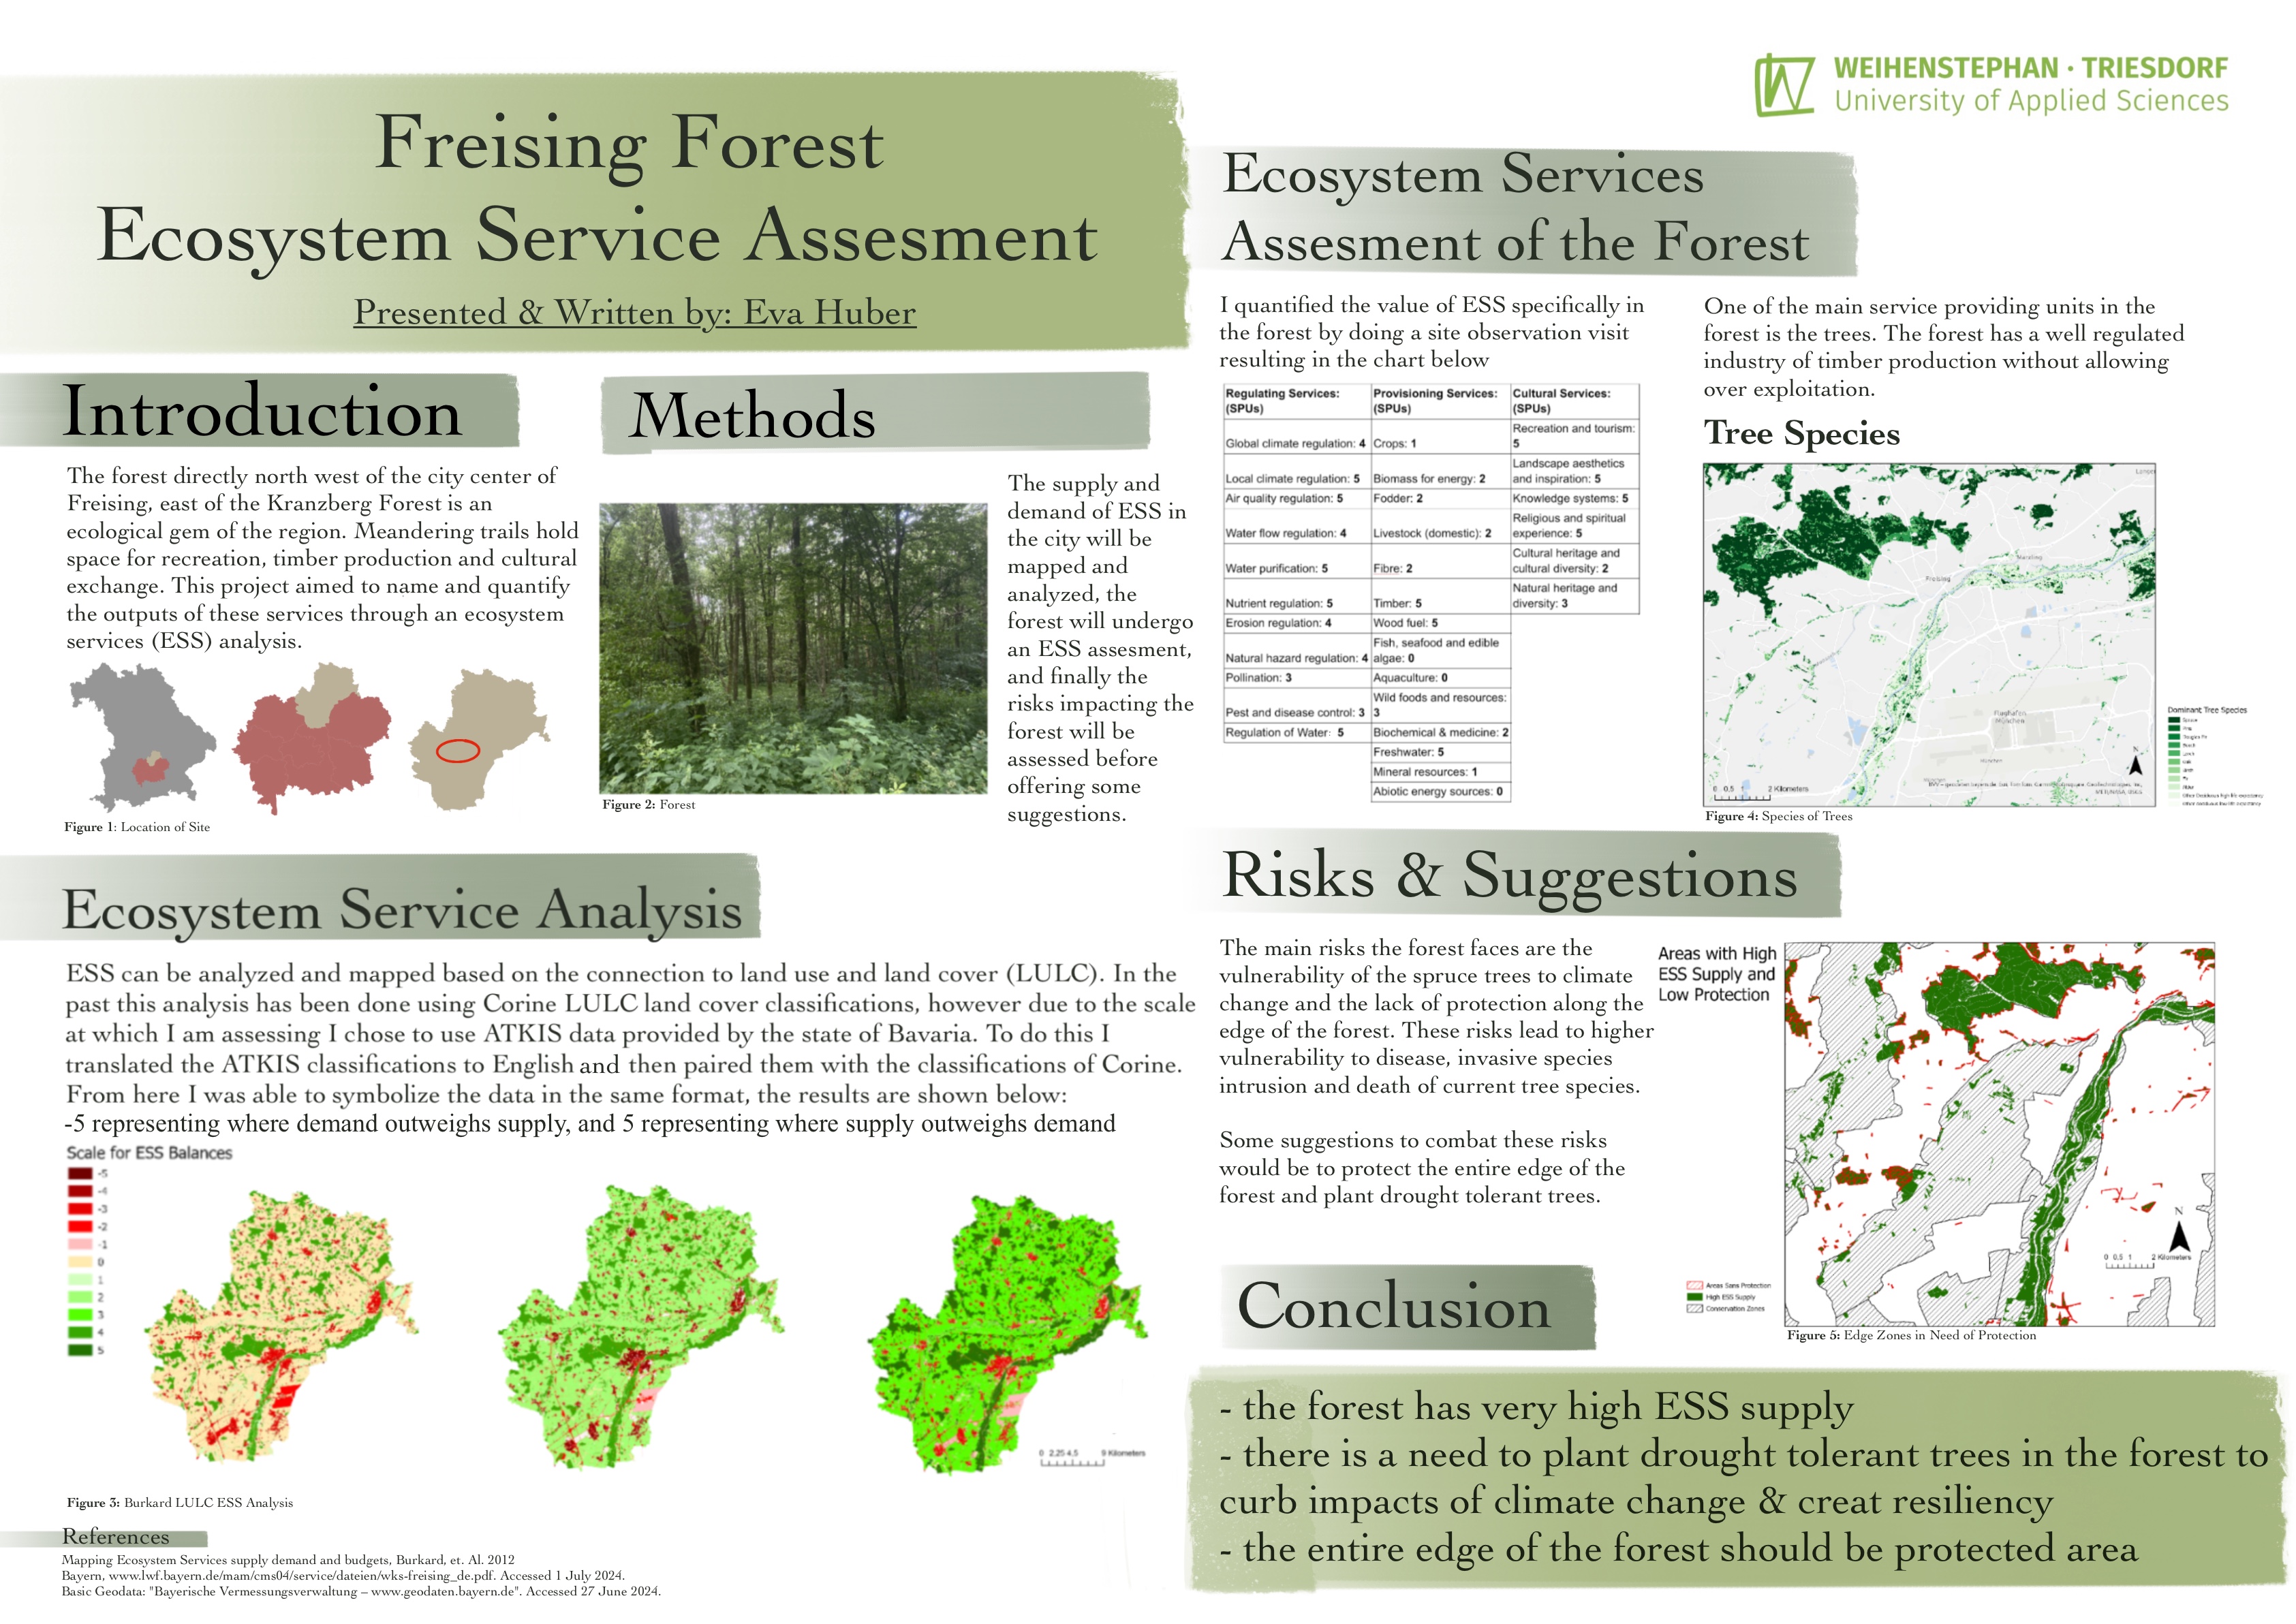 WEIHENSTEPHAN · TRIESDORF
University of Applied Sciences
Freising Forest
Ecosystem Service Assesment
Presented & Written by: Eva Huber
Introduction
The forest directly north west of the city center of
Freising, east of the Kranzberg Forest is an
ecological gem of the region. Meandering trails hold
space for recreation, timber production and cultural
exchange. This project aimed to name and quantify
the outputs of these services through an ecosystem
services (ESS) analysis.
Figure 1: Location of Site
Methods
Figure 2: Forest
The supply and
demand of ESS in
the city will be
mapped and
analyzed, the
forest will undergo
an ESS assesment,
and finally the
risks impacting the
forest will be
assessed before
offering some
suggestions.
Ecosystem Service Analysis
ESS can be analyzed and mapped based on the connection to land use and land cover (LULC). In the
past this analysis has been done using Corine LULC land cover classifications, however due to the scale
at which I am assessing I chose to use ATKIS data provided by the state of Bavaria. To do this I
translated the ATKIS classifications to English and then paired them with the classifications of Corine.
From here I was able to symbolize the data in the same format, the results are shown below:
-5 representing where demand outweighs supply, and 5 representing where supply outweighs demand
Scale for ESS Balances
-5
-4
-3
-2
-1
0
1
2
3
4
5
0 2,25 4,5 9 Kilometers
Figure 3: Burkard LULC ESS Analysis
References
Mapping Ecosystem Services supply demand and budgets, Burkard, et. Al. 2012
Bayern, www.lwf.bayern.de/mam/cms04/service/dateien/wks-freising_de.pdf. Accessed 1 July 2024.
Basic Geodata: "Bayerische Vermessungsverwaltung – www.geodaten.bayern.de". Accessed 27 June 2024.
Ecosystem Services
Assesment of the Forest
I quantified the value of ESS specifically in
the forest by doing a site observation visit
resulting in the chart below
Regulating Services: Provisioning Services: Cultural Services:
(SPUs) (SPUs) (SPUs)
Recreation and tourism:
Global climate regulation: 4 Crops: 1 5
Landscape aesthetics
Local climate regulation: 5 Biomass for energy: 2 and inspiration: 5
Air quality regulation: 5 Fodder: 2 Knowledge systems: 5
Religious and spiritual
Water flow regulation: 4 Livestock (domestic): 2 experience: 5
Cultural heritage and
Water purification: 5 Fibre: 2 cultural diversity: 2
Natural heritage and
Nutrient regulation: 5 Timber: 5 diversity: 3
Erosion regulation: 4 Wood fuel: 5
Fish, seafood and edible
Natural hazard regulation: 4 algae: 0
Pollination: 3 Aquaculture: 0
Wild foods and resources:
Pest and disease control: 3 3
Regulation of Water: 5 Biochemical & medicine: 2
Freshwater: 5
Mineral resources: 1
Abiotic energy sources: 0
One of the main service providing units in the
forest is the trees. The forest has a well regulated
industry of timber production without allowing
over exploitation.
Tree Species
Marzling
Freising
Flughafen
München
N
0 0,5 1 2 Kilometers
Dominant Tree Species
Figure 4: Species of Trees
Risks & Suggestions
The main risks the forest faces are the
vulnerability of the spruce trees to climate
change and the lack of protection along the
edge of the forest. These risks lead to higher
vulnerability to disease, invasive species
intrusion and death of current tree species.
Some suggestions to combat these risks
would be to protect the entire edge of the
forest and plant drought tolerant trees.
Areas with High
ESS Supply and
Low Protection
N
0 0,5 1 2 Kilometers
Areas Sans Protection
High ESS Supply
Conservation Zones
Figure 5: Edge Zones in Need of Protection
Conclusion
- the forest has very high ESS supply
- there is a need to plant drought tolerant trees in the forest to
curb impacts of climate change & creat resiliency
- the entire edge of the forest should be protected area